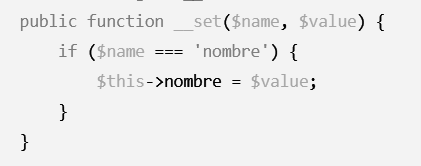 public function __set($name, $value) {
    if ($name === 'nombre') {
        $this->nombre = $value;
    }
}